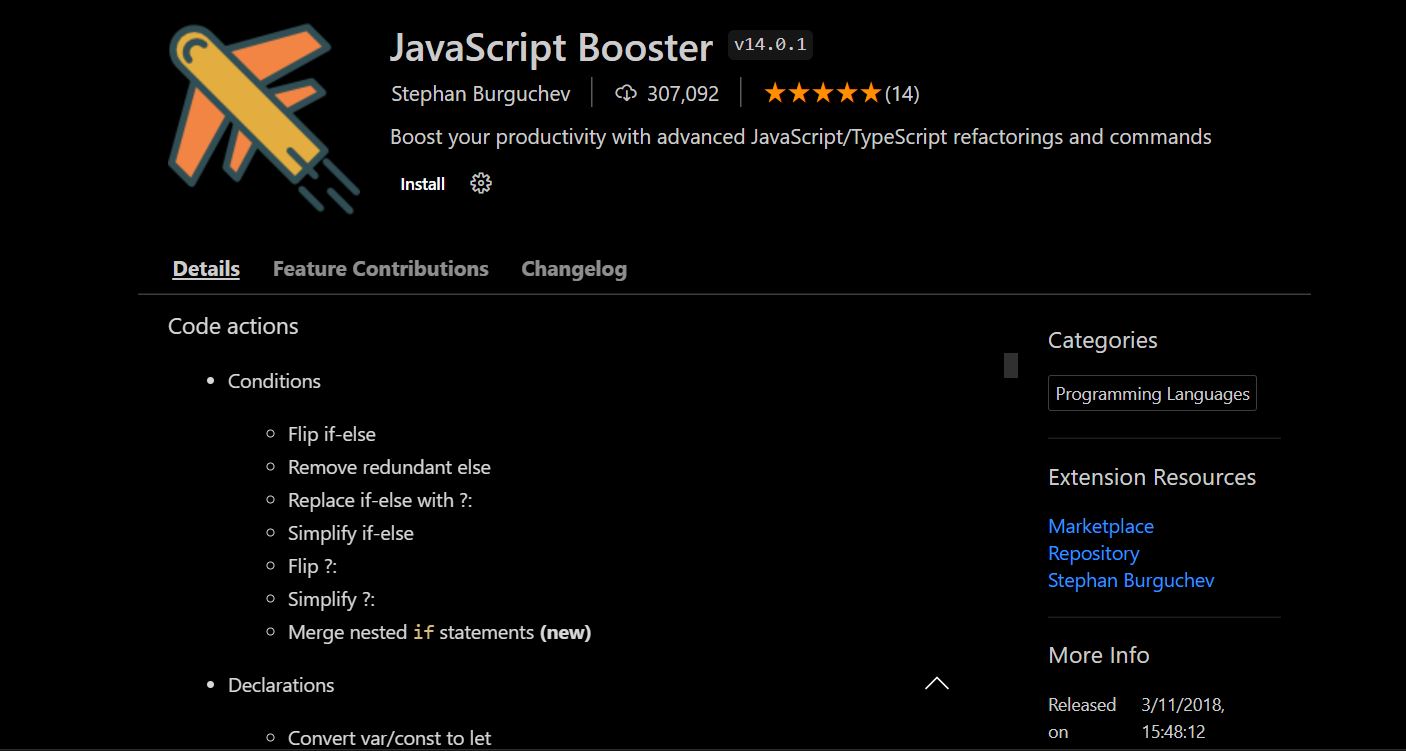 JavaScript Booster v14.0.1
Stephan Burguchev 307,092 (14)
Boost your productivity with advanced JavaScript/TypeScript refactorings and commands
Install
Details Feature Contributions Changelog
Code actions
Conditions
Flip if-else
Remove redundant else
Replace if-else with ?:
Simplify if-else
Flip ?:
Simplify ?:
Merge nested if statements (new)
Declarations
Convert var/const to let
Categories
Programming Languages
Extension Resources
Marketplace
Repository
Stephan Burguchev
More Info
Released 3/11/2018,
on 15:48:12